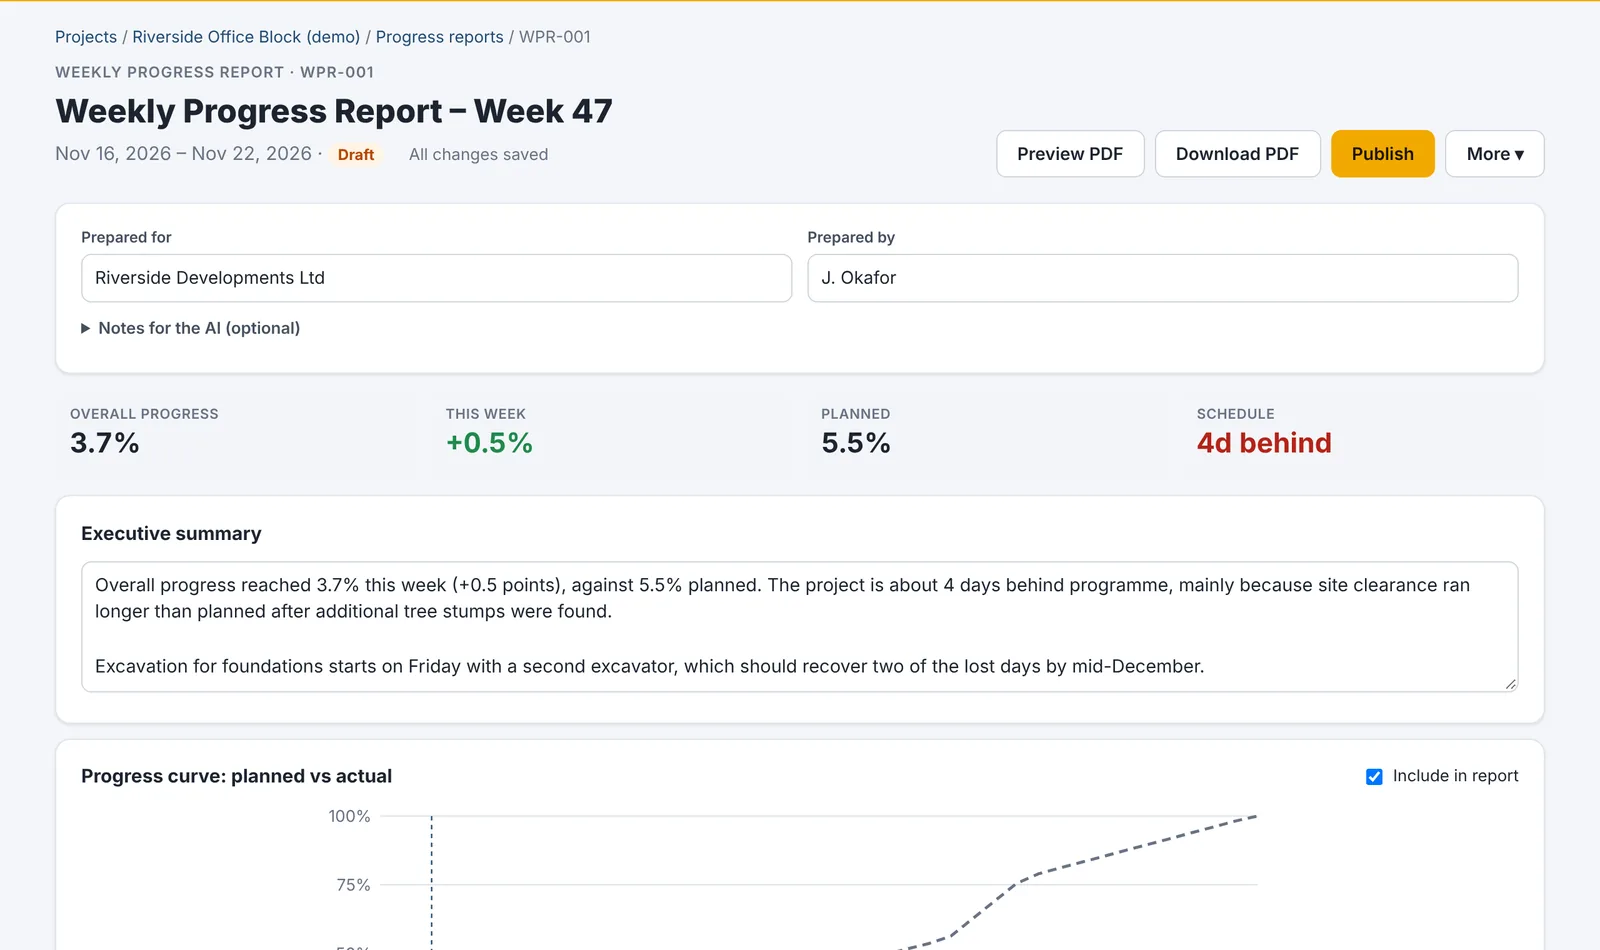 Projects / Riverside Office Block (demo) / Progress reports / WPR-001
WEEKLY PROGRESS REPORT · WPR-001
Weekly Progress Report – Week 47
Nov 16, 2026 – Nov 22, 2026 · Draft All changes saved
Preview PDF Download PDF Publish More ▾
Prepared for Prepared by
Riverside Developments Ltd J. Okafor
▶ Notes for the AI (optional)
OVERALL PROGRESS THIS WEEK PLANNED SCHEDULE
3.7% +0.5% 5.5% 4d behind
Executive summary
Overall progress reached 3.7% this week (+0.5 points), against 5.5% planned. The project is about 4 days behind programme, mainly because site clearance ran
longer than planned after additional tree stumps were found.
Excavation for foundations starts on Friday with a second excavator, which should recover two of the lost days by mid-December.
Progress curve: planned vs actual Include in report
100%
75%